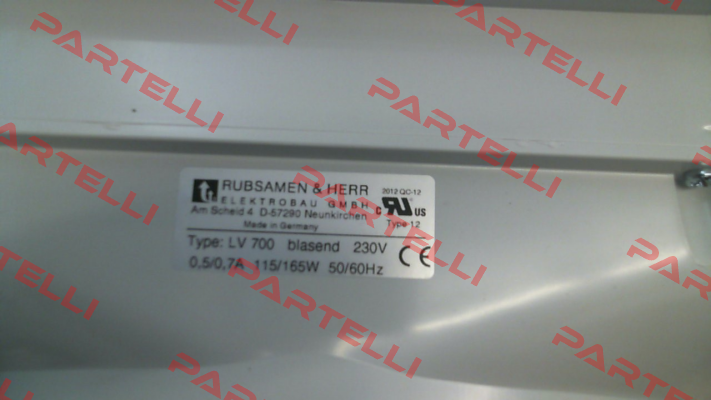 PARTELLI
PARTELLI
PARTELLI
PARTELLI
PARTELLI
PARTELLI
PARTELLI
PARTELLI
RÜBSAMEN & HERR
ELEKTROBAU GMBH
Am Scheid 4 D-57290 Neunkirchen
Made in Germany
2012 QC-12
C RU US
Type 12
Type: LV 700 blasend 230V
0,5/0,7A 115/165W 50/60Hz
CE